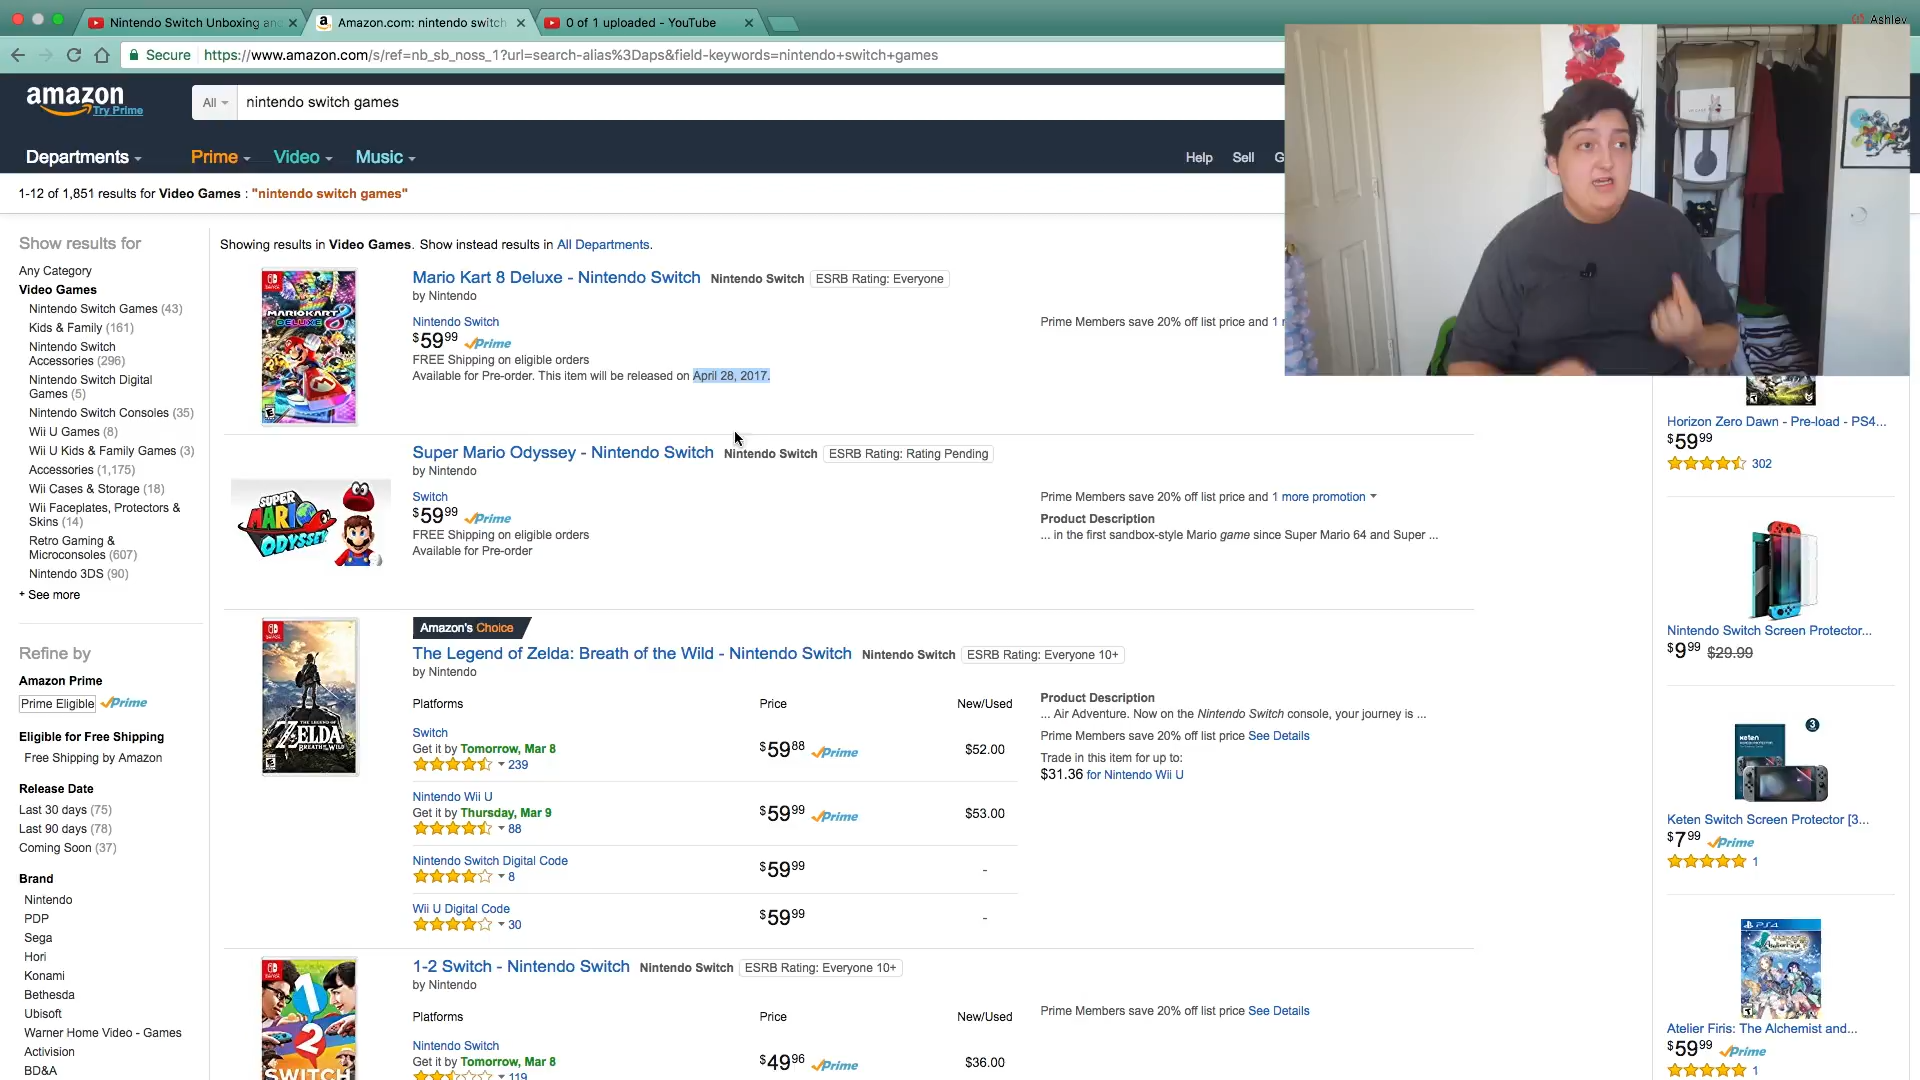 Nintendo Switch Unboxing and
Amazon.com: nintendo switch
0 of 1 uploaded - YouTube
Ashley
Secure
https://www.amazon.com/s/ref=nb_sb_noss_1?url=search-alias%3Daps&field-keywords=nintendo+switch+games
amazon
Try Prime
All
nintendo switch games
Departments
Prime
Video
Music
Help
Sell
G
1-12 of 1,851 results for Video Games : "nintendo switch games"
Show results for
Any Category
Video Games
Nintendo Switch Games (43)
Kids & Family (161)
Nintendo Switch
Accessories (296)
Nintendo Switch Digital
Games (5)
Nintendo Switch Consoles (35)
Wii U Games (8)
Wii U Kids & Family Games (3)
Accessories (1,175)
Wii Cases & Storage (18)
Wii Faceplates, Protectors &
Skins (14)
Retro Gaming &
Microconsoles (607)
Nintendo 3DS (90)
+ See more
Refine by
Amazon Prime
Prime Eligible
Prime
Eligible for Free Shipping
Free Shipping by Amazon
Release Date
Last 30 days (75)
Last 90 days (78)
Coming Soon (37)
Brand
Nintendo
PDP
Sega
Hori
Konami
Bethesda
Ubisoft
Warner Home Video - Games
Activision
BD&A
Showing results in Video Games. Show instead results in All Departments.
MARIOKART 8
DELUXE
Mario Kart 8 Deluxe - Nintendo Switch Nintendo Switch ESRB Rating: Everyone
by Nintendo
Nintendo Switch
$59.99 Prime
FREE Shipping on eligible orders
Available for Pre-order. This item will be released on April 28, 2017.
Prime Members save 20% off list price and 1
SUPER
MARIO
ODYSSEY
Super Mario Odyssey - Nintendo Switch Nintendo Switch ESRB Rating: Rating Pending
by Nintendo
Switch
$59.99 Prime
FREE Shipping on eligible orders
Available for Pre-order
Prime Members save 20% off list price and 1 more promotion
Product Description
... in the first sandbox-style Mario game since Super Mario 64 and Super ...
THE LEGEND OF
ZELDA
BREATH OF THE WILD
Amazon's Choice
The Legend of Zelda: Breath of the Wild - Nintendo Switch Nintendo Switch ESRB Rating: Everyone 10+
by Nintendo
Platforms Price New/Used
Switch
Get it by Tomorrow, Mar 8
239
$59.88 Prime
$52.00
Nintendo Wii U
Get it by Thursday, Mar 9
88
$59.99 Prime
$53.00
Nintendo Switch Digital Code
8
$59.99
-
Wii U Digital Code
30
$59.99
-
Product Description
... Air Adventure. Now on the Nintendo Switch console, your journey is ...
Prime Members save 20% off list price See Details
Trade in this item for up to:
$31.36 for Nintendo Wii U
1
2
SWITCH
1-2 Switch - Nintendo Switch Nintendo Switch ESRB Rating: Everyone 10+
by Nintendo
Platforms Price New/Used
Nintendo Switch
Get it by Tomorrow, Mar 8
119
$49.96 Prime
$36.00
Prime Members save 20% off list price See Details
Horizon Zero Dawn - Pre-load - PS4...
$59.99
302
Nintendo Switch Screen Protector...
$9.99 $29.99
Keten
3
Keten Switch Screen Protector [3...
$7.99 Prime
1
PS4
Atelier Firis: The Alchemist and...
$59.99 Prime
1